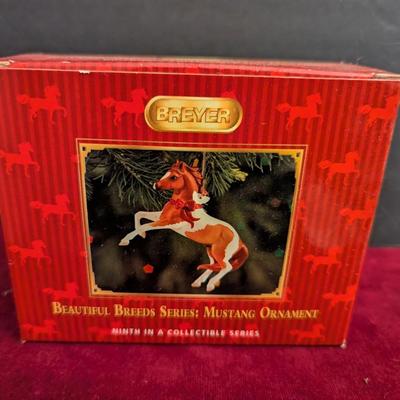 BREYER
BEAUTIFUL BREEDS SERIES: MUSTANG ORNAMENT
NINTH IN A COLLECTIBLE SERIES